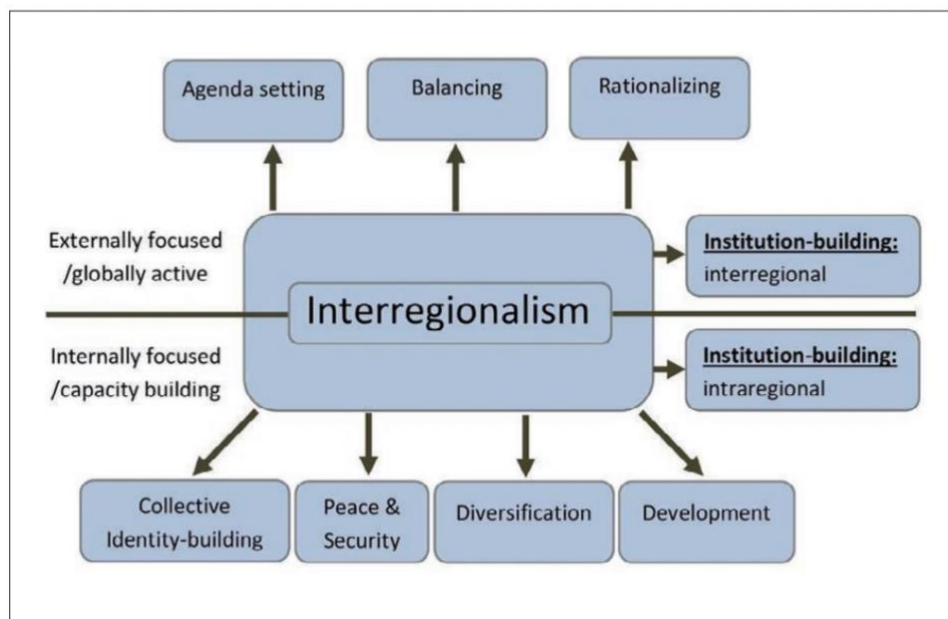 Agenda setting
Balancing
Rationalizing
Externally focused
/globally active
Institution-building:
interregional
Interregionalism
Internally focused
/capacity building
Institution-building:
intraregional
Collective
Identity-building
Peace &
Security
Diversification
Development